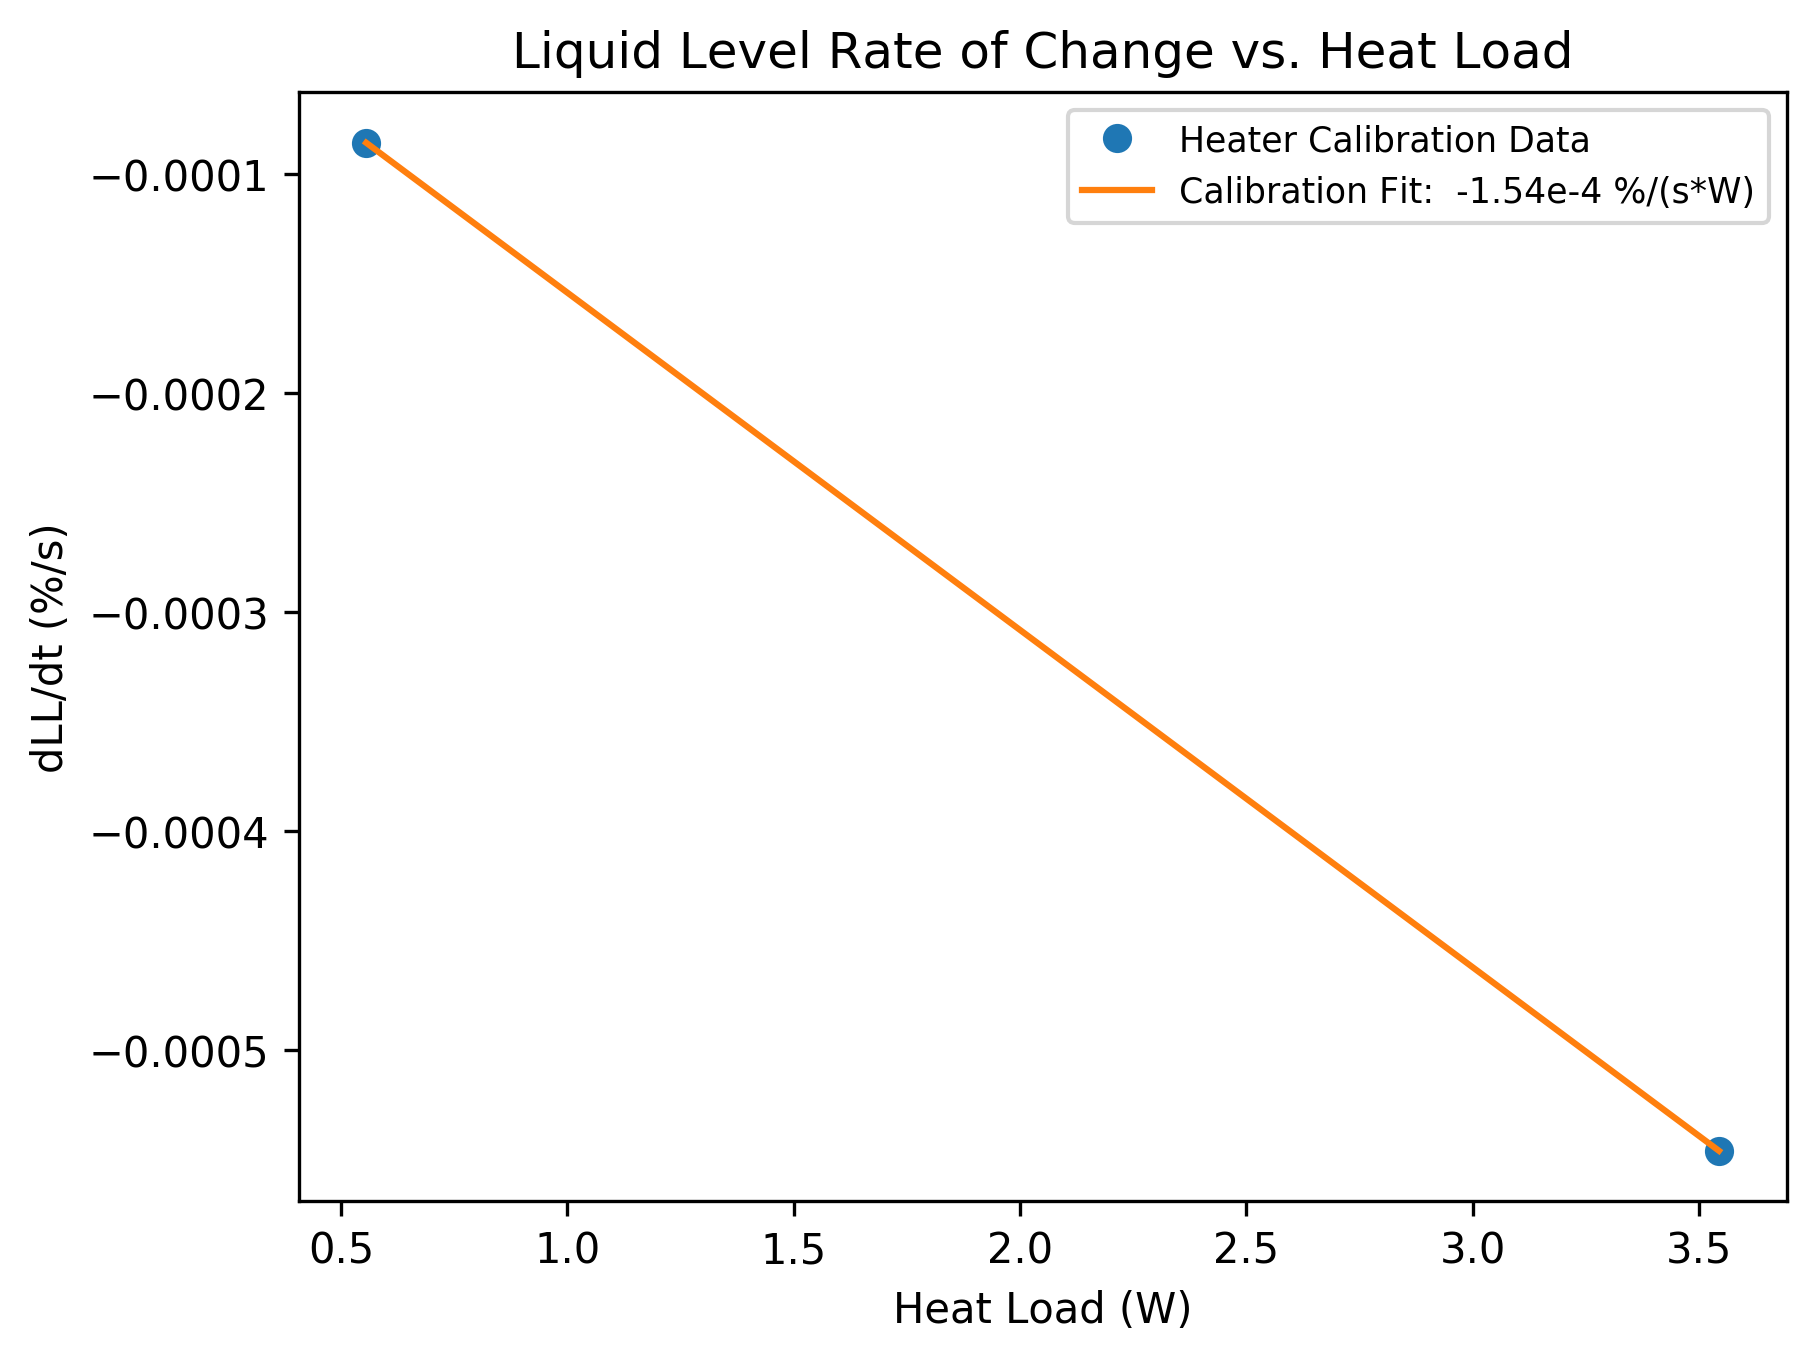 Liquid Level Rate of Change vs. Heat Load
Heater Calibration Data
Calibration Fit:  -1.54e-4 %/(s*W)
−0.0001
−0.0002
−0.0003
−0.0004
−0.0005
dLL/dt (%/s)
0.5 1.0 1.5 2.0 2.5 3.0 3.5
Heat Load (W)